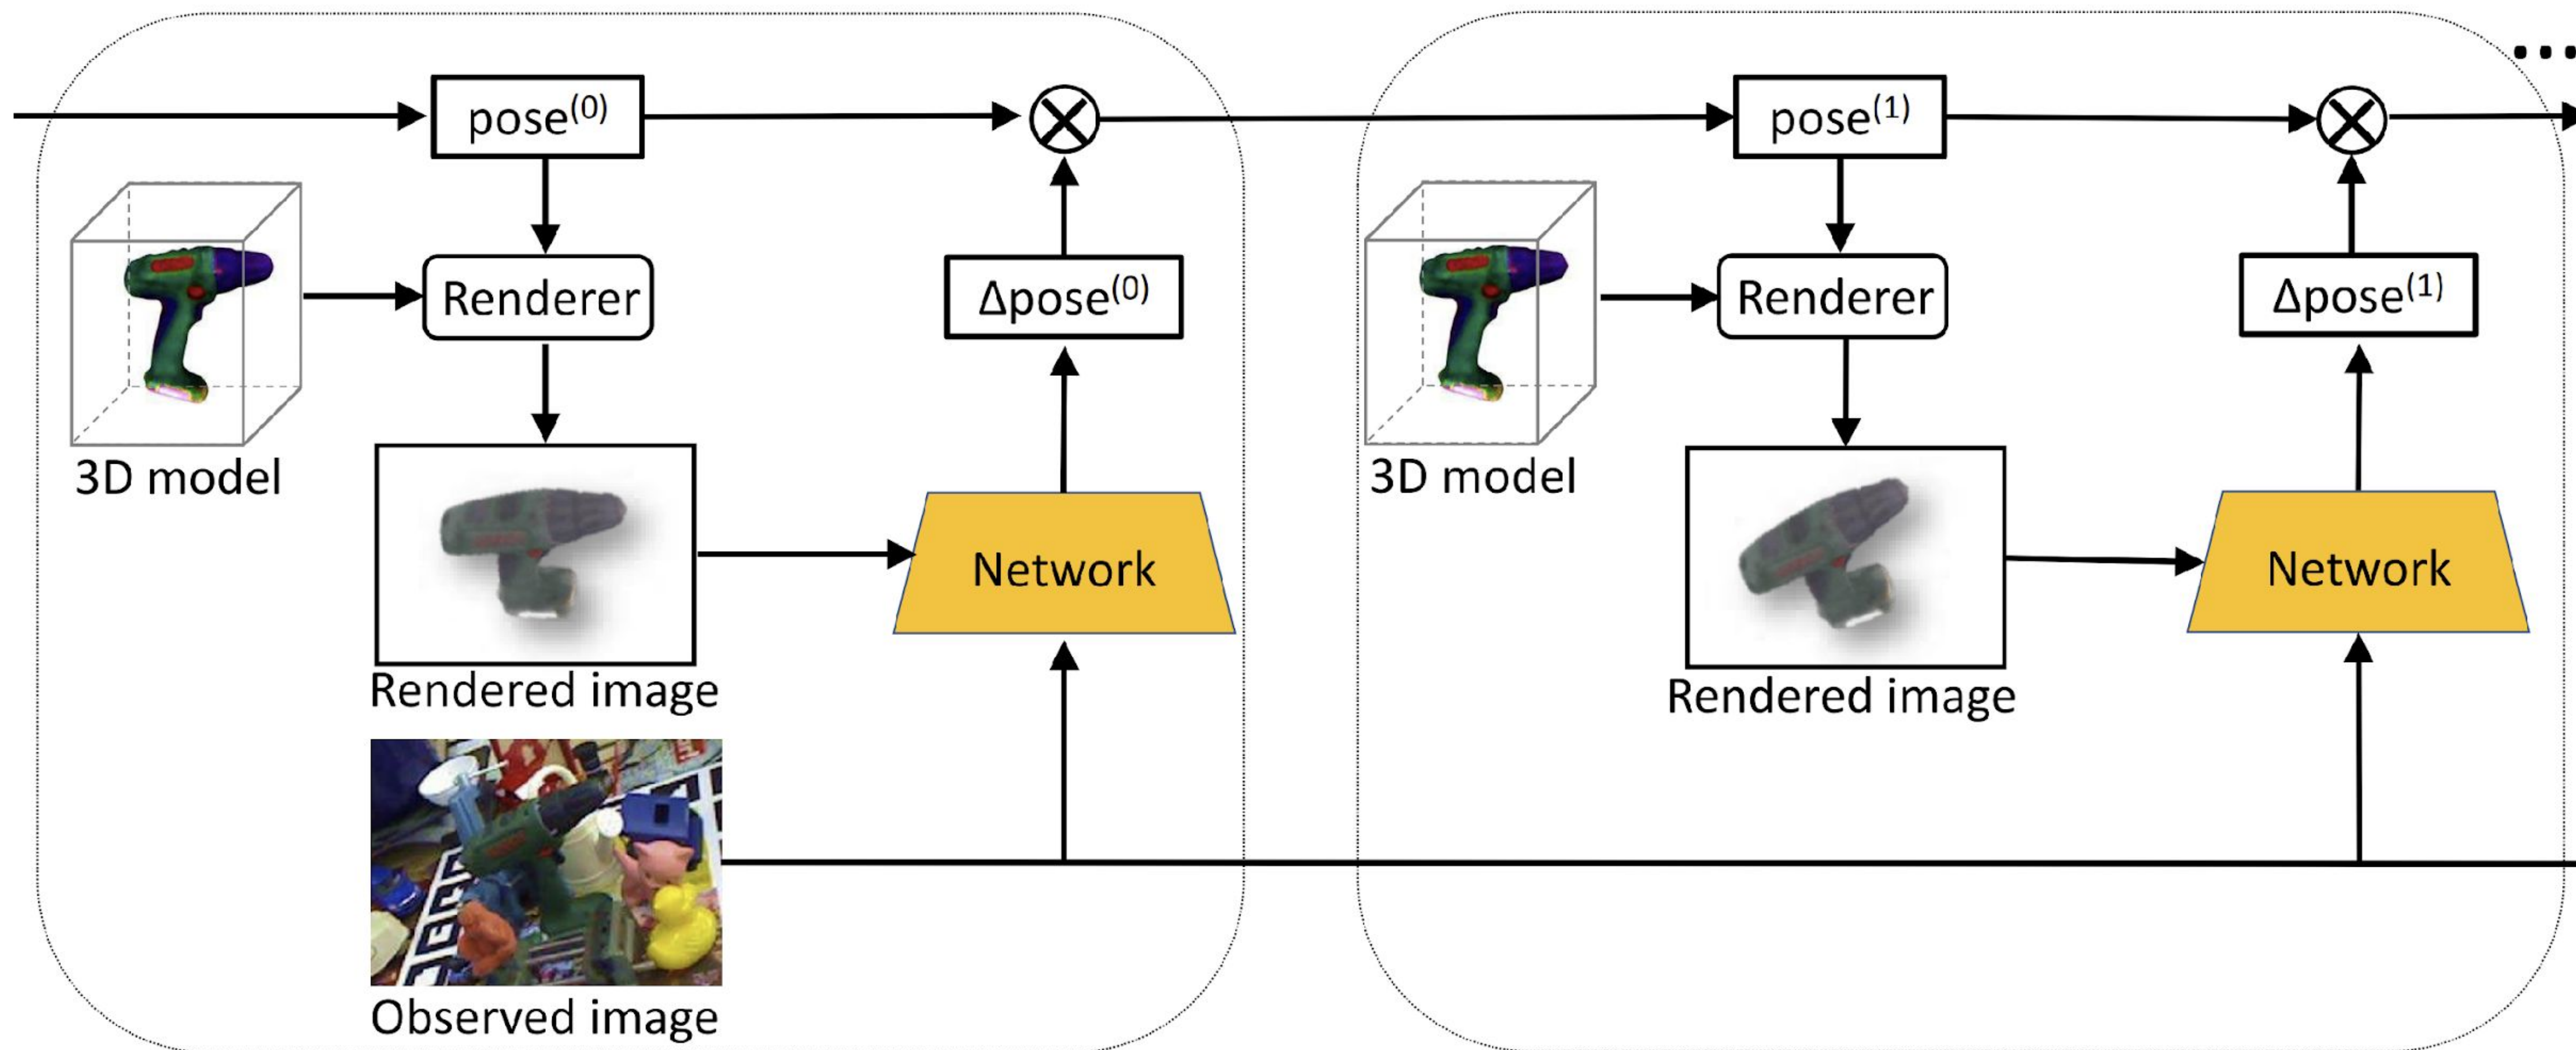 pose⁽⁰⁾
Renderer
3D model
Δpose⁽⁰⁾
Network
Rendered image
Observed image
pose⁽¹⁾
Renderer
3D model
Δpose⁽¹⁾
Network
Rendered image
...